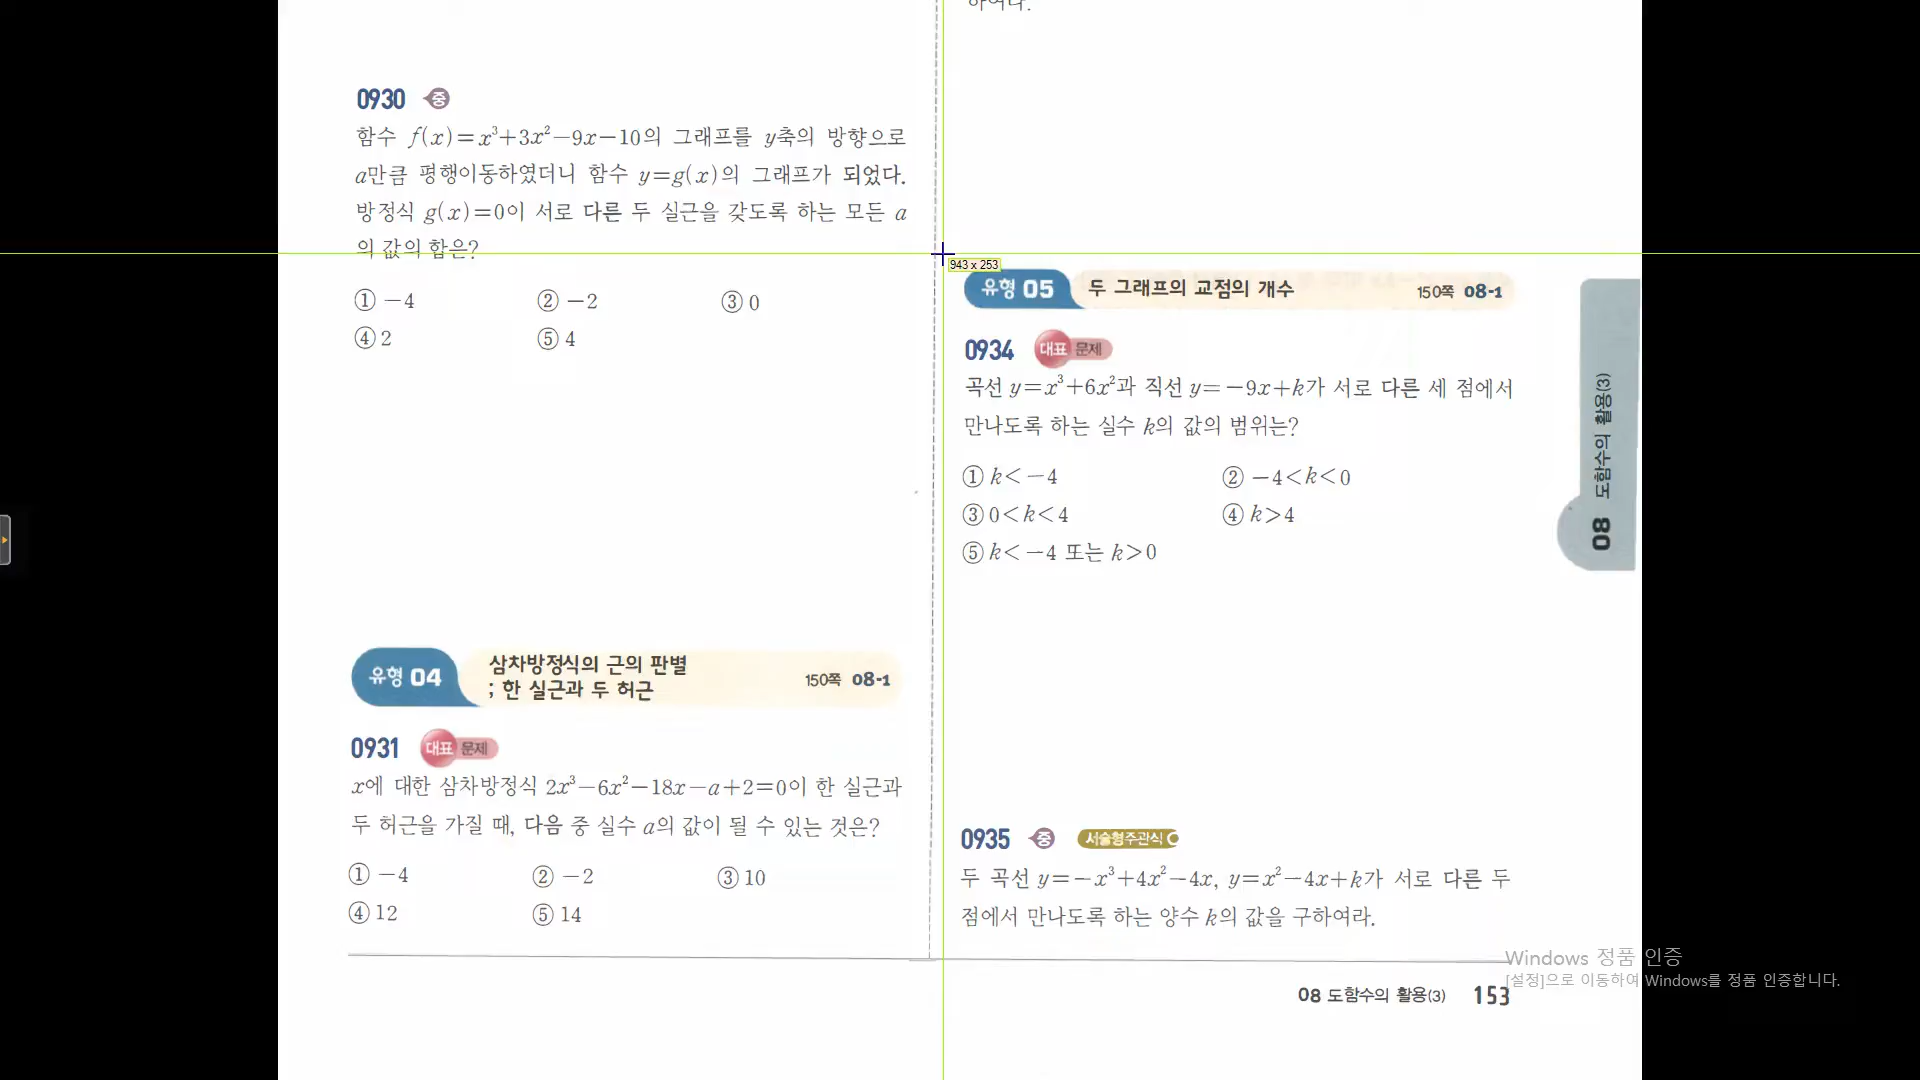 하여라.
0930 중
함수 f(x)=x³+3x²-9x-10의 그래프를 y축의 방향으로
a만큼 평행이동하였더니 함수 y=g(x)의 그래프가 되었다.
방정식 g(x)=0이 서로 다른 두 실근을 갖도록 하는 모든 a
의 값의 합은?
① -4 ② -2 ③ 0
④ 2 ⑤ 4
유형 04 삼차방정식의 근의 판별
; 한 실근과 두 허근 150쪽 08-1
0931 대표 문제
x에 대한 삼차방정식 2x³-6x²-18x-a+2=0이 한 실근과
두 허근을 가질 때, 다음 중 실수 a의 값이 될 수 있는 것은?
① -4 ② -2 ③ 10
④ 12 ⑤ 14
943 x 253
유형 05 두 그래프의 교점의 개수 150쪽 08-1
0934 대표 문제
곡선 y=x³+6x²과 직선 y=-9x+k가 서로 다른 세 점에서
만나도록 하는 실수 k의 값의 범위는?
① k<-4 ② -4<k<0
③ 0<k<4 ④ k>4
⑤ k<-4 또는 k>0
0935 중 서술형주관식
두 곡선 y=-x³+4x²-4x, y=x²-4x+k가 서로 다른 두
점에서 만나도록 하는 양수 k의 값을 구하여라.
08 도함수의 활용(3)
08 도함수의 활용(3) 153
Windows 정품 인증
[설정]으로 이동하여 Windows를 정품 인증합니다.